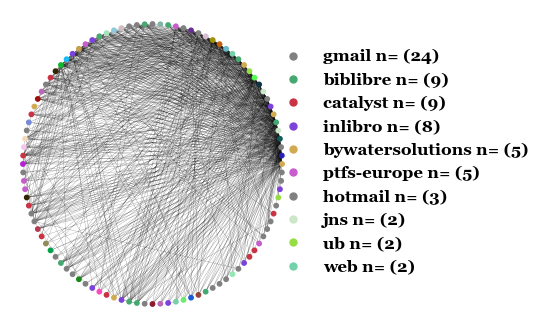 gmail n= (24)
biblibre n= (9)
catalyst n= (9)
inlibro n= (8)
bywatersolutions n= (5)
ptfs-europe n= (5)
hotmail n= (3)
jns n= (2)
ub n= (2)
web n= (2)